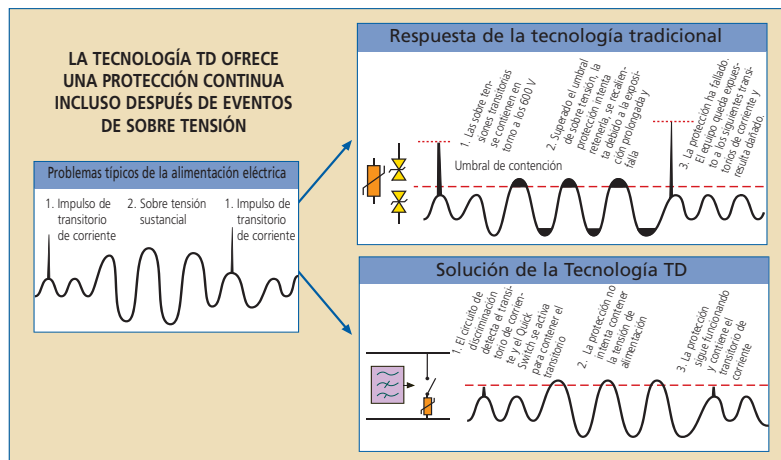 LA TECNOLOGÍA TD OFRECE
UNA PROTECCIÓN CONTINUA
INCLUSO DESPUÉS DE EVENTOS
DE SOBRE TENSIÓN
Problemas típicos de la alimentación eléctrica
1. Impulso de
transitorio
de corriente
2. Sobre tensión
sustancial
1. Impulso de
transitorio
de corriente
Respuesta de la tecnología tradicional
1. Las sobre ten-
siones transitorias
se contienen en
torno a los 600 V
Umbral de contención
2. Superado el umbral
de sobre tensión, la
protección intenta
retenerla, se recalien-
ta debido a la exposi-
ción prolongada y
falla
3. La protección ha fallado.
El equipo queda expues-
to a los siguientes transi-
torios de corriente y
resulta dañado.
Solución de la Tecnología TD
1. El circuito de
discriminación
detecta el transi-
torio de corrien-
te y el Quick
Switch se activa
para contener el
transitorio
2. La protección no
intenta contener
la tensión de
alimentación
3. La protección
sigue funcionando
y contiene el
transitorio de
corriente